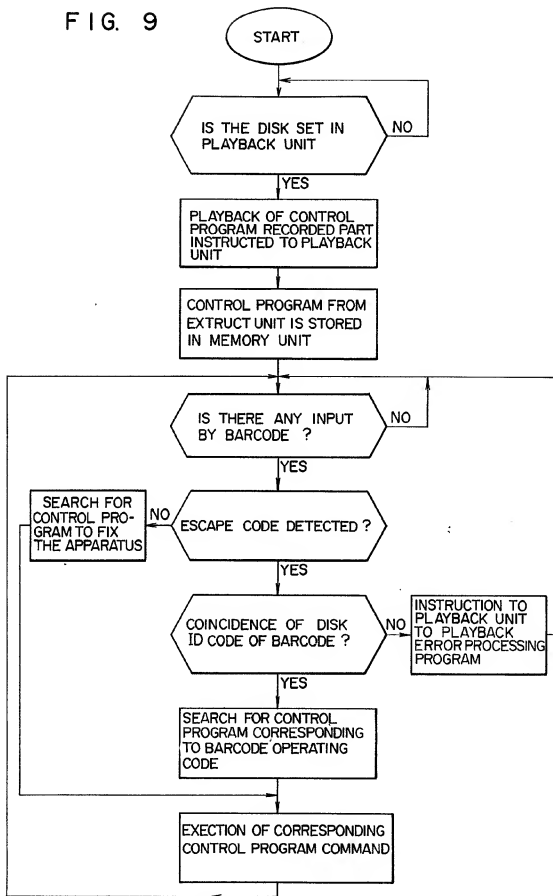 FIG. 9
START
IS THE DISK SET IN
PLAYBACK UNIT
NO
YES
PLAYBACK OF CONTROL
PROGRAM RECORDED PART
INSTRUCTED TO PLAYBACK
UNIT
CONTROL PROGRAM FROM
EXTRUCT UNIT IS STORED
IN MEMORY UNIT
IS THERE ANY INPUT
BY BARCODE ?
NO
YES
SEARCH FOR
CONTROL PRO-
GRAM TO FIX
THE APPARATUS
NO
ESCAPE CODE DETECTED ?
YES
COINCIDENCE OF DISK
ID CODE OF BARCODE ?
NO
INSTRUCTION TO
PLAYBACK UNIT
TO PLAYBACK
ERROR PROCESSING
PROGRAM
YES
SEARCH FOR CONTROL
PROGRAM CORRESPONDING
TO BARCODE OPERATING
CODE
EXECTION OF CORRESPONDING
CONTROL PROGRAM COMMAND